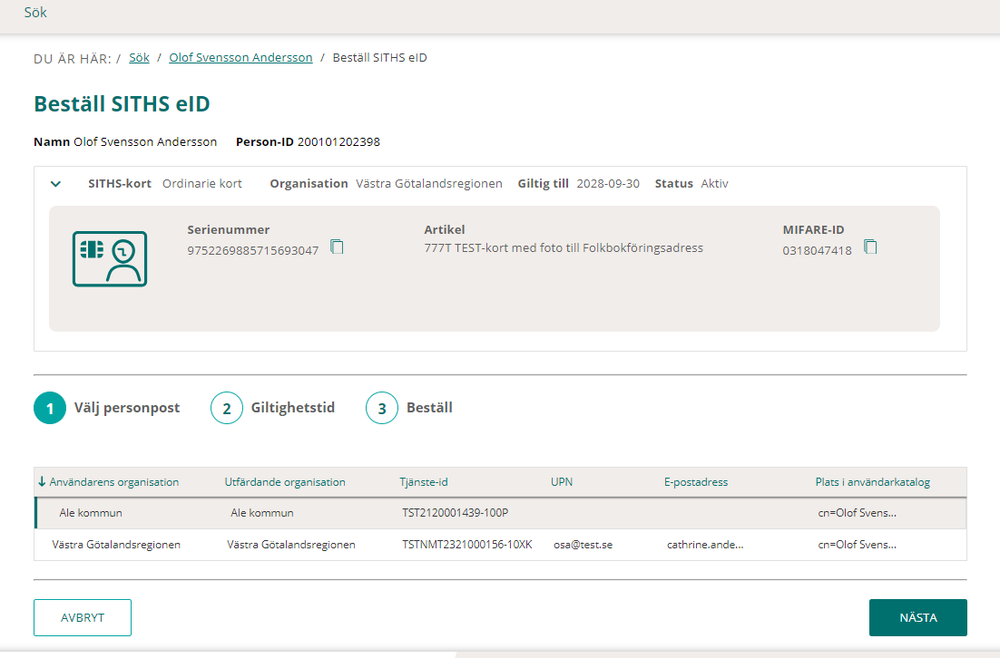 Sök
DU ÄR HÄR: / Sök / Olof Svensson Andersson / Beställ SITHS eID
Beställ SITHS eID
Namn Olof Svensson Andersson Person-ID 200101202398
SITHS-kort Ordinarie kort Organisation Västra Götalandsregionen Giltig till 2028-09-30 Status Aktiv
Serienummer Artikel MIFARE-ID
9752269885715693047 777T TEST-kort med foto till Folkbokföringsadress 0318047418
1 Välj personpost 2 Giltighetstid 3 Beställ
Användarens organisation Utfärdande organisation Tjänste-id UPN E-postadress Plats i användarkatalog
Ale kommun Ale kommun TST2120001439-100P cn=Olof Svens...
Västra Götalandsregionen Västra Götalandsregionen TSTNMT2321000156-10XK osa@test.se cathrine.ande... cn=Olof Svens...
AVBRYT NÄSTA